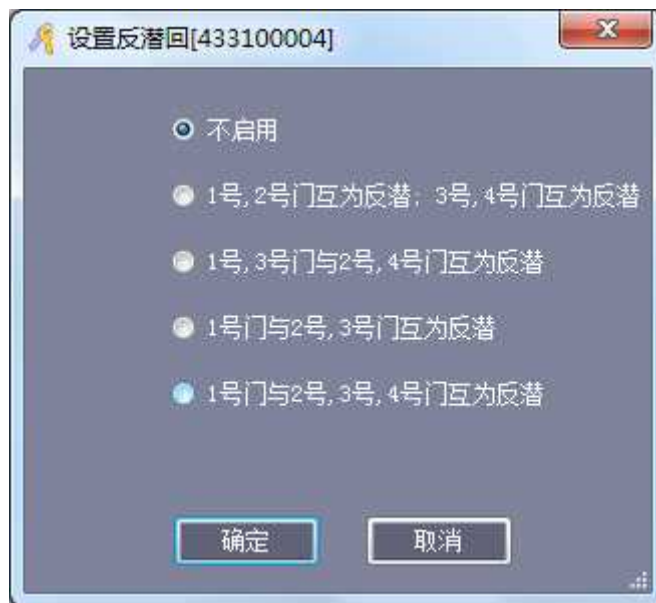 设置反潜回[433100004]
不启用
1号,2号门互为反潜; 3号,4号门互为反潜
1号,3号门与2号,4号门互为反潜
1号门与2号,3号门互为反潜
1号门与2号,3号,4号门互为反潜
确定
取消